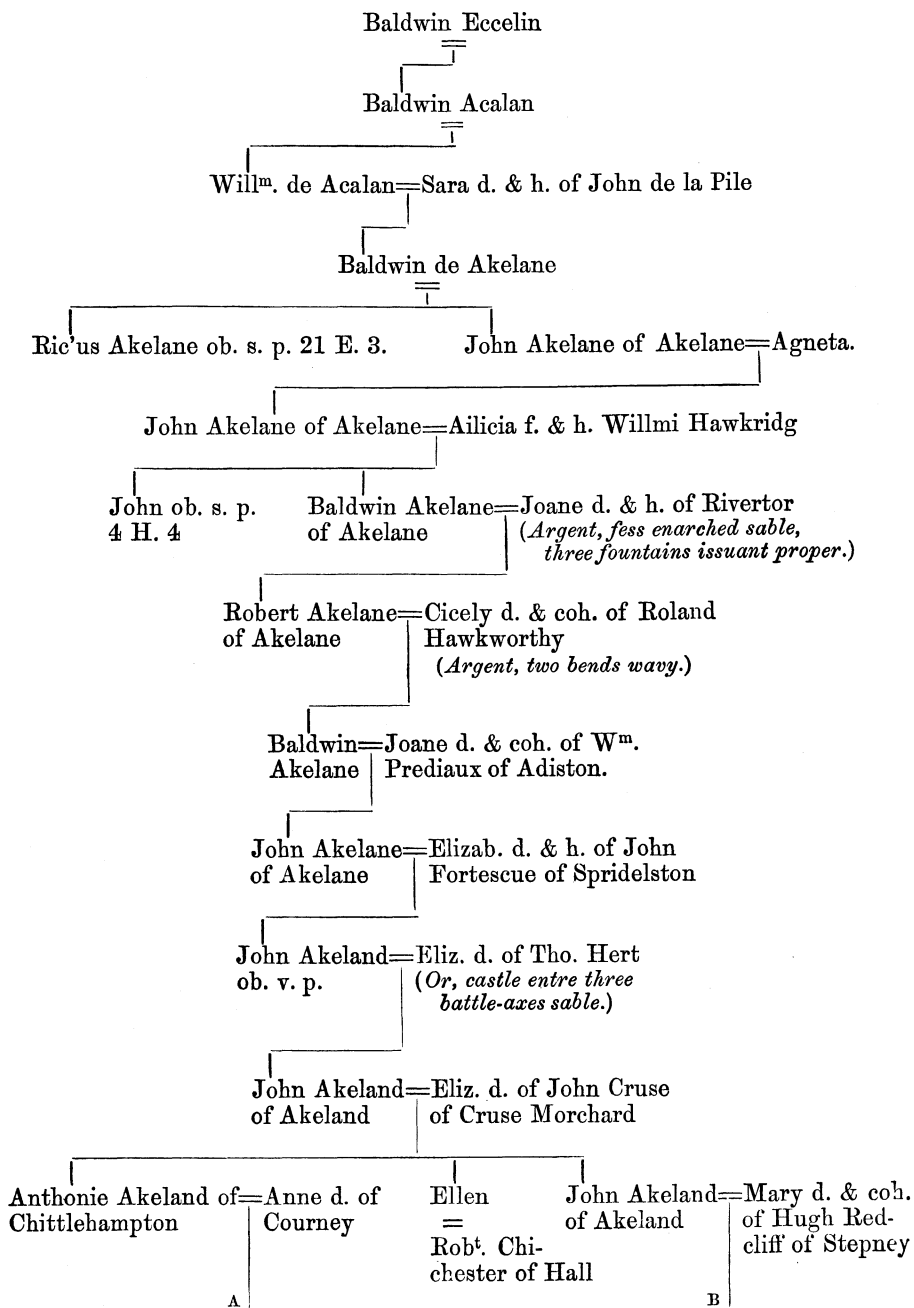 Baldwin Eccelin
Baldwin Acalan
Willᵐ. de Acalan=Sara d. & h. of John de la Pile
Baldwin de Akelane
Ric'us Akelane ob. s. p. 21 E. 3.
John Akelane of Akelane=Agneta.
John Akelane of Akelane=Ailicia f. & h. Willmi Hawkridg
John ob. s. p.
4 H. 4
Baldwin Akelane=Joane d. & h. of Rivertor
of Akelane
(Argent, fess enarched sable,
three fountains issuant proper.)
Robert Akelane=Cicely d. & coh. of Roland
of Akelane
Hawkworthy
(Argent, two bends wavy.)
Baldwin=Joane d. & coh. of Wᵐ.
Akelane
Prediaux of Adiston.
John Akelane=Elizab. d. & h. of John
of Akelane
Fortescue of Spridelston
John Akeland=Eliz. d. of Tho. Hert
ob. v. p.
(Or, castle entre three
battle-axes sable.)
John Akeland=Eliz. d. of John Cruse
of Akeland
of Cruse Morchard
Anthonie Akeland of=Anne d. of
Chittlehampton
Courney
Ellen
=
Robᵗ. Chi-
chester of Hall
John Akeland=Mary d. & coh.
of Akeland
of Hugh Red-
cliff of Stepney
A
B